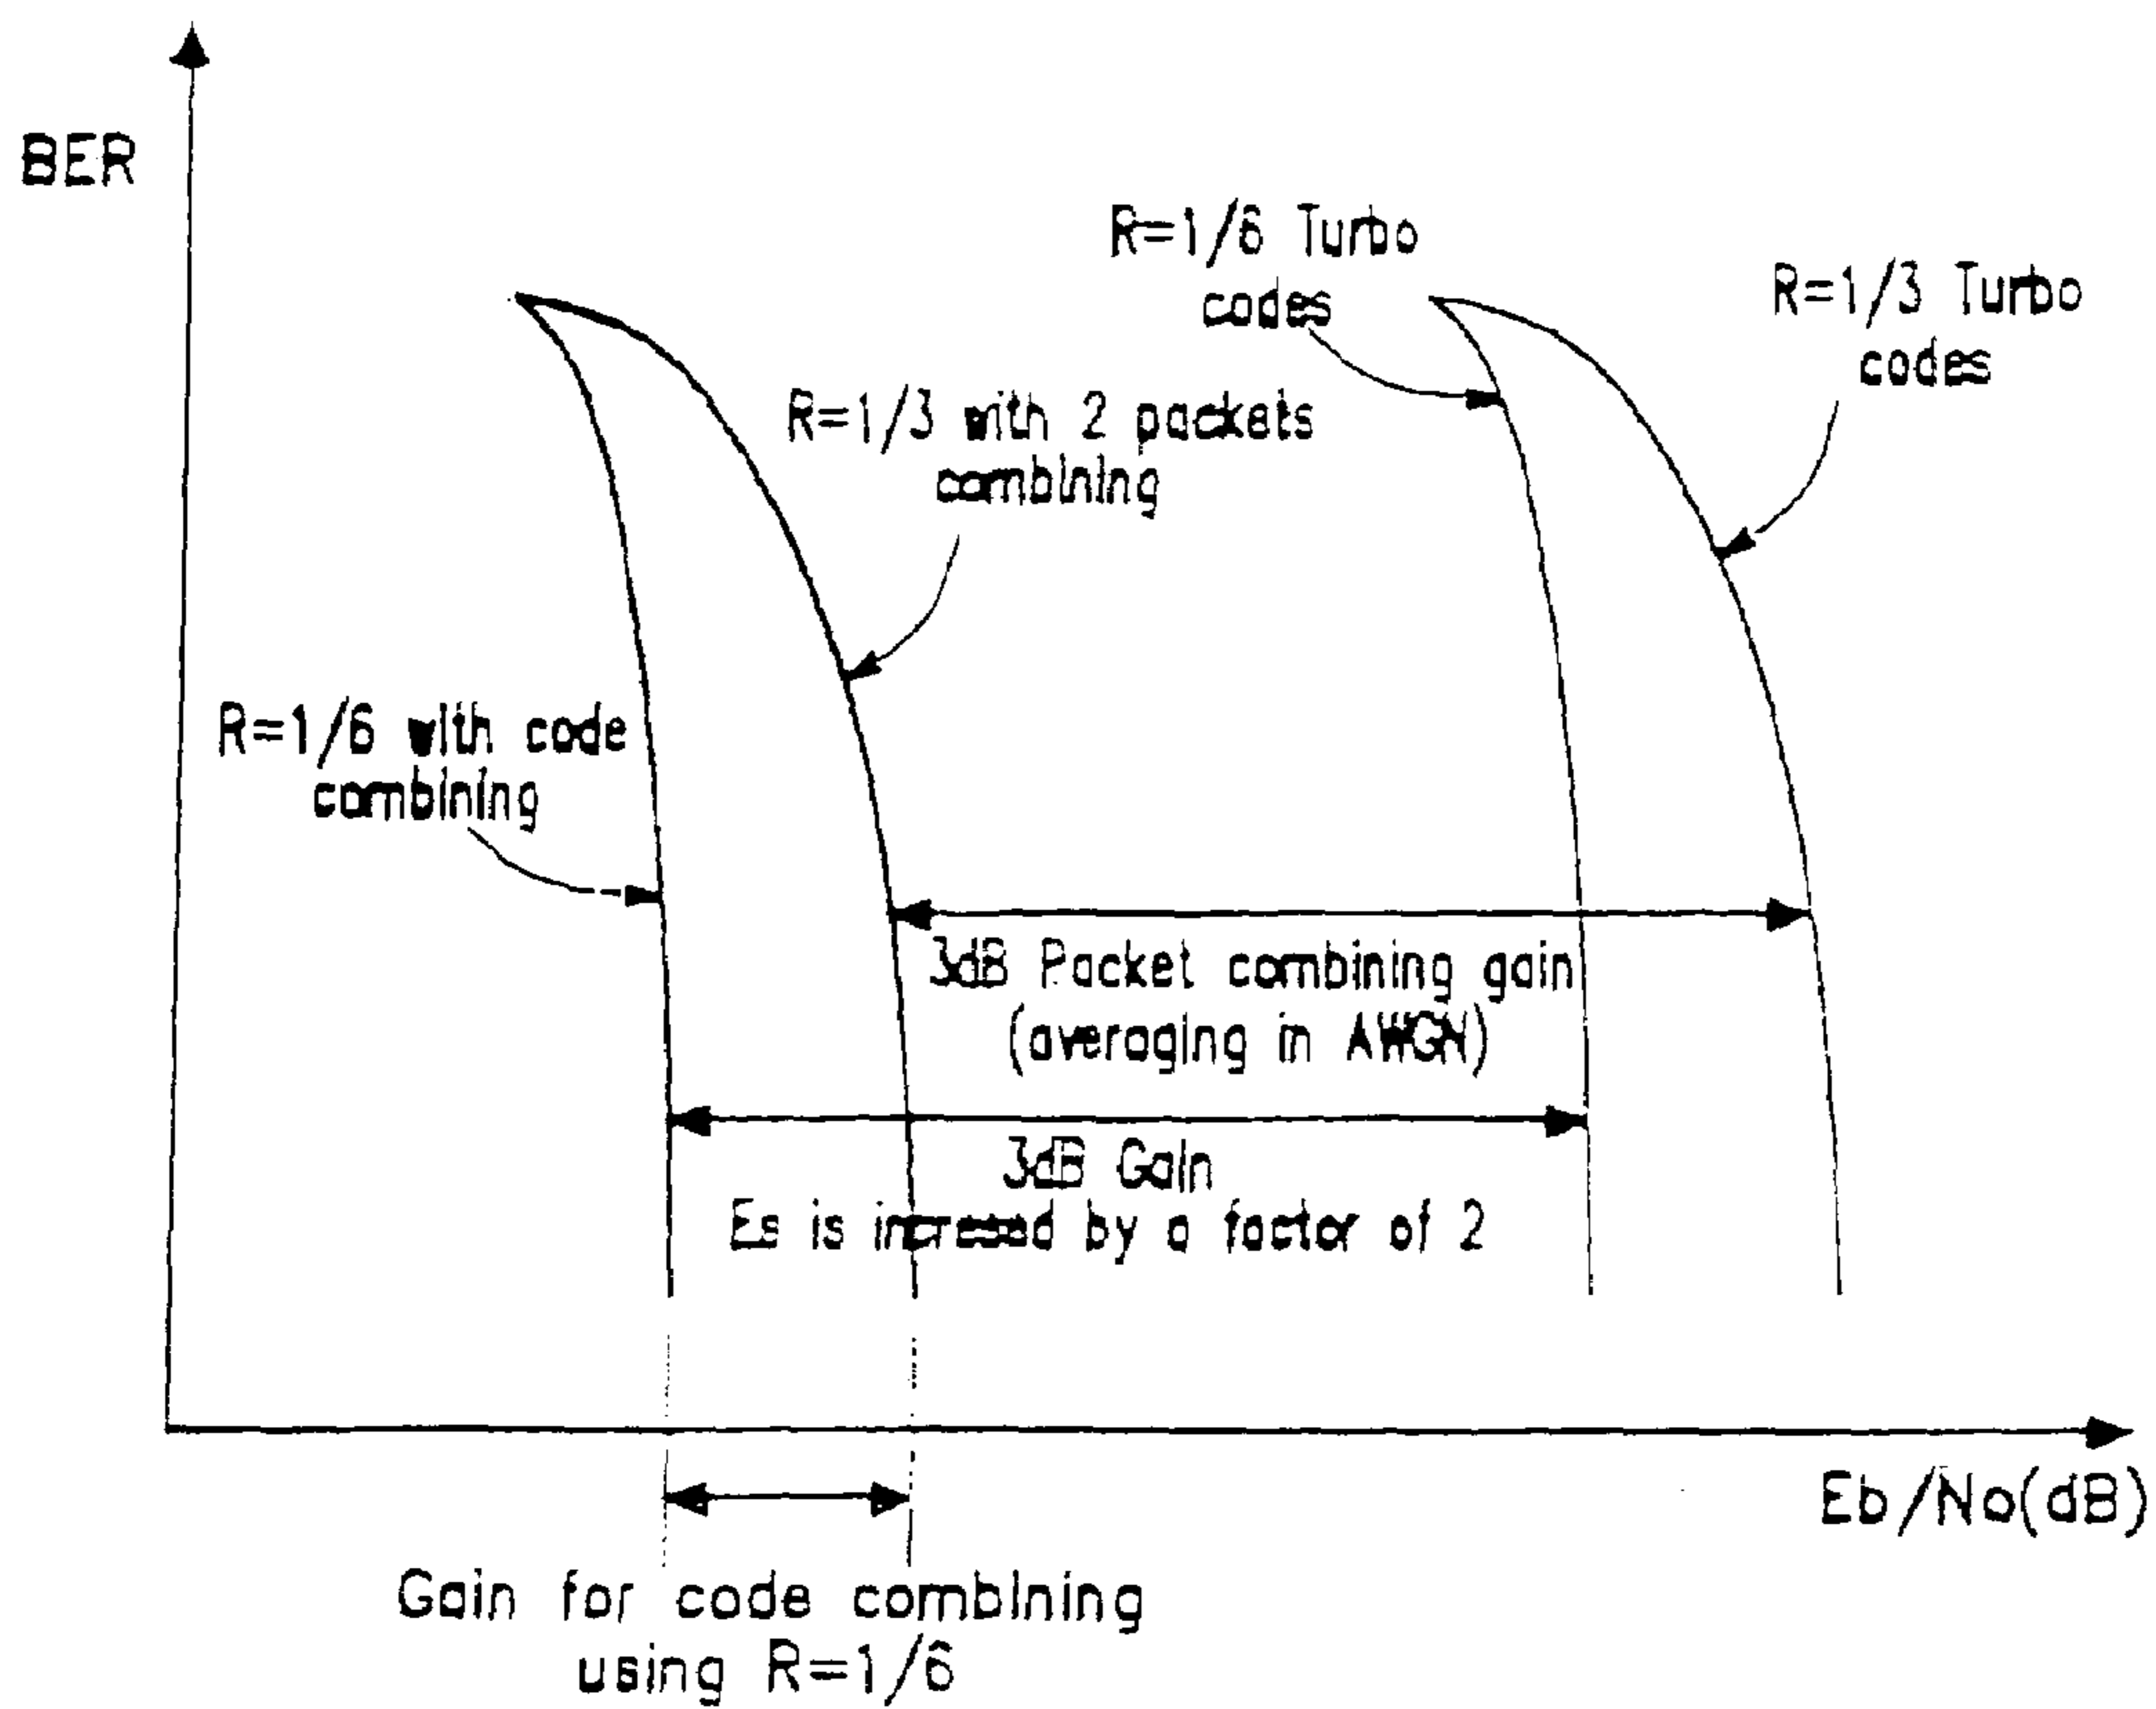 BER
R=1/6 Turbo
codes
R=1/3 Turbo
codes
R=1/3 with 2 packets
combining
R=1/6 with code
combining
3dB Packet combining gain
(averaging in AWGN)
3dB Gain
Es is incresed by a factor of 2
Eb/No(dB)
Gain for code combining
using R=1/6